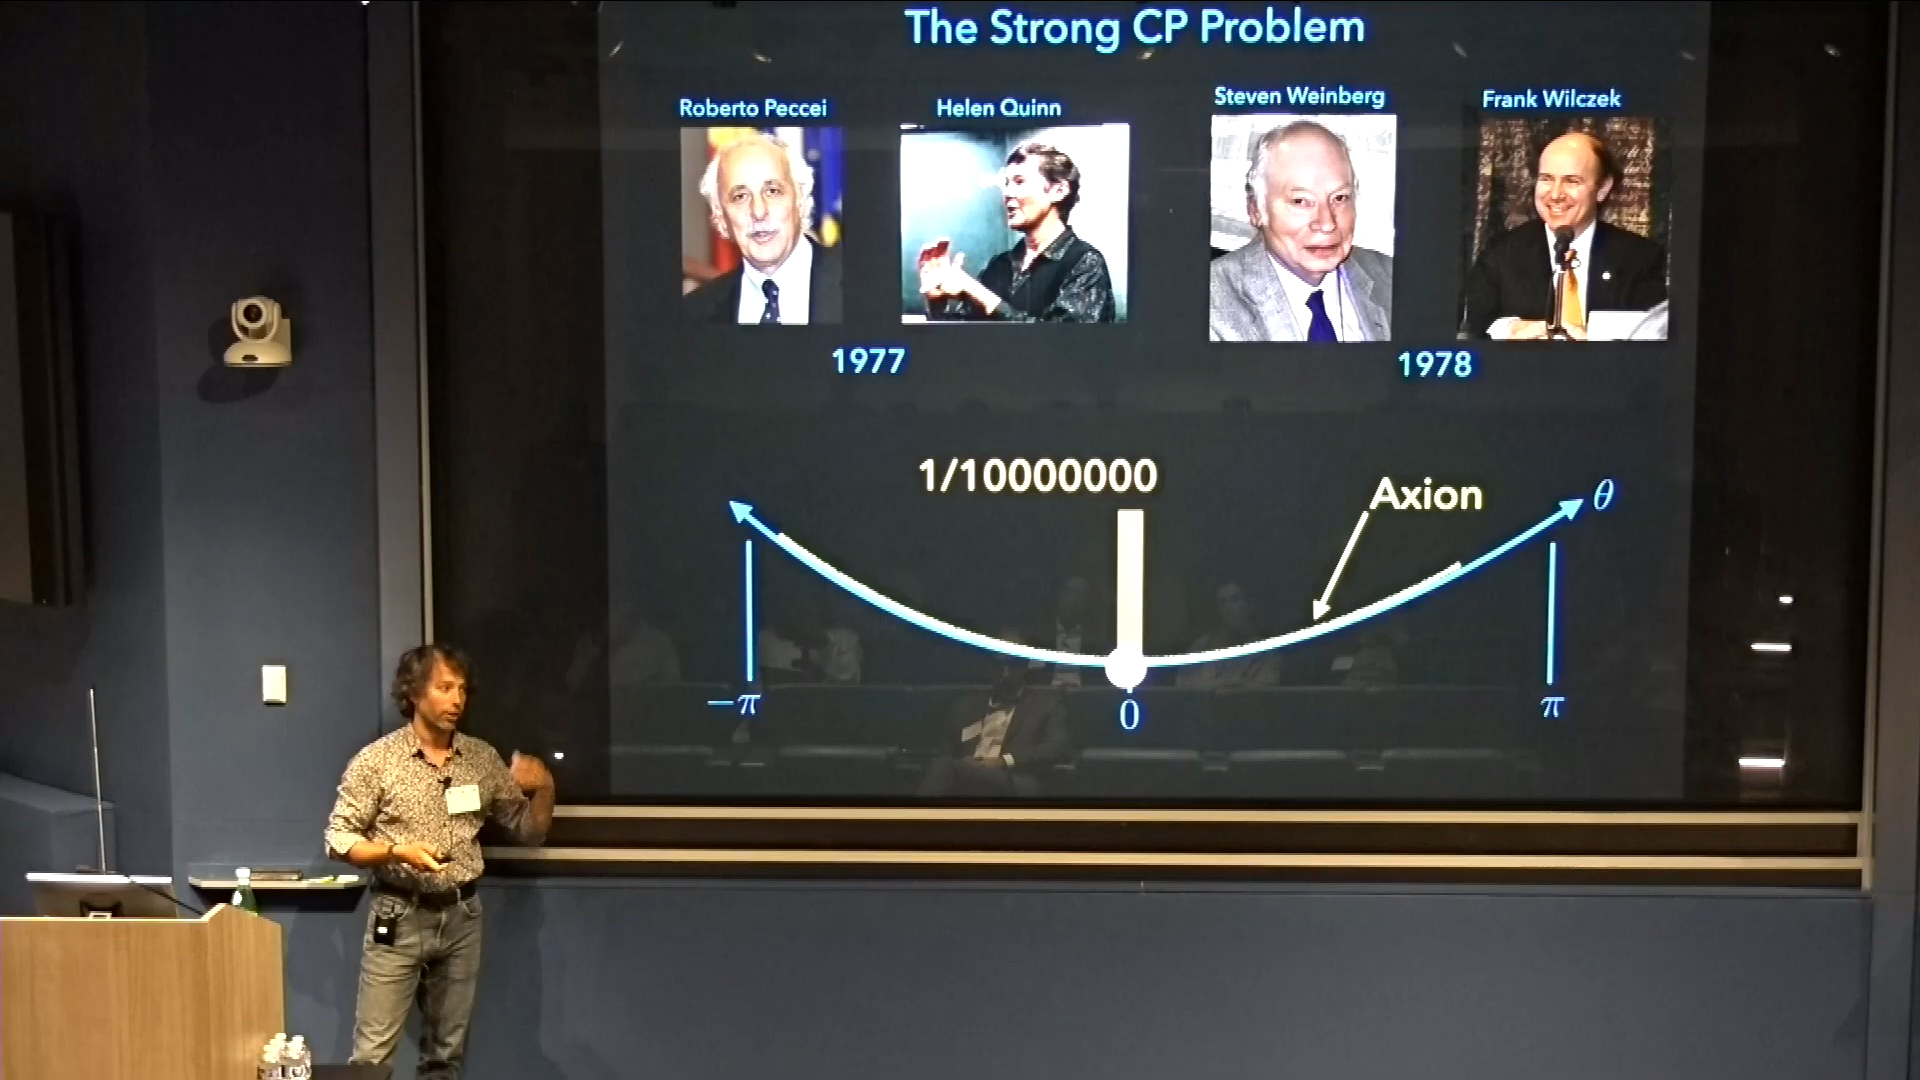 The Strong CP Problem
Roberto Peccei
Helen Quinn
Steven Weinberg
Frank Wilczek
1977
1978
1/10000000
Axion
θ
−π
0
π